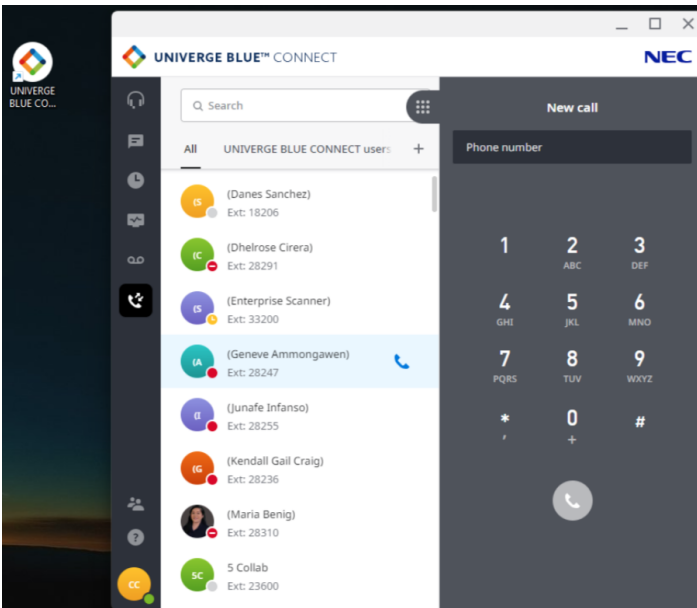 UNIVERGE
BLUE CO...
UNIVERGE BLUE™ CONNECT
NEC
Search
All
UNIVERGE BLUE CONNECT users
+
(S
(Danes Sanchez)
Ext: 18206
(C
(Dhelrose Cirera)
Ext: 28291
(S
(Enterprise Scanner)
Ext: 33200
(A
(Geneve Ammongawen)
Ext: 28247
(I
(Junafe Infanso)
Ext: 28255
(G
(Kendall Gail Craig)
Ext: 28236
(Maria Benig)
Ext: 28310
SC
5 Collab
Ext: 23600
?
CC
New call
Phone number
1 2 3
ABC DEF
4 5 6
GHI JKL MNO
7 8 9
PQRS TUV WXYZ
* 0 #
, +